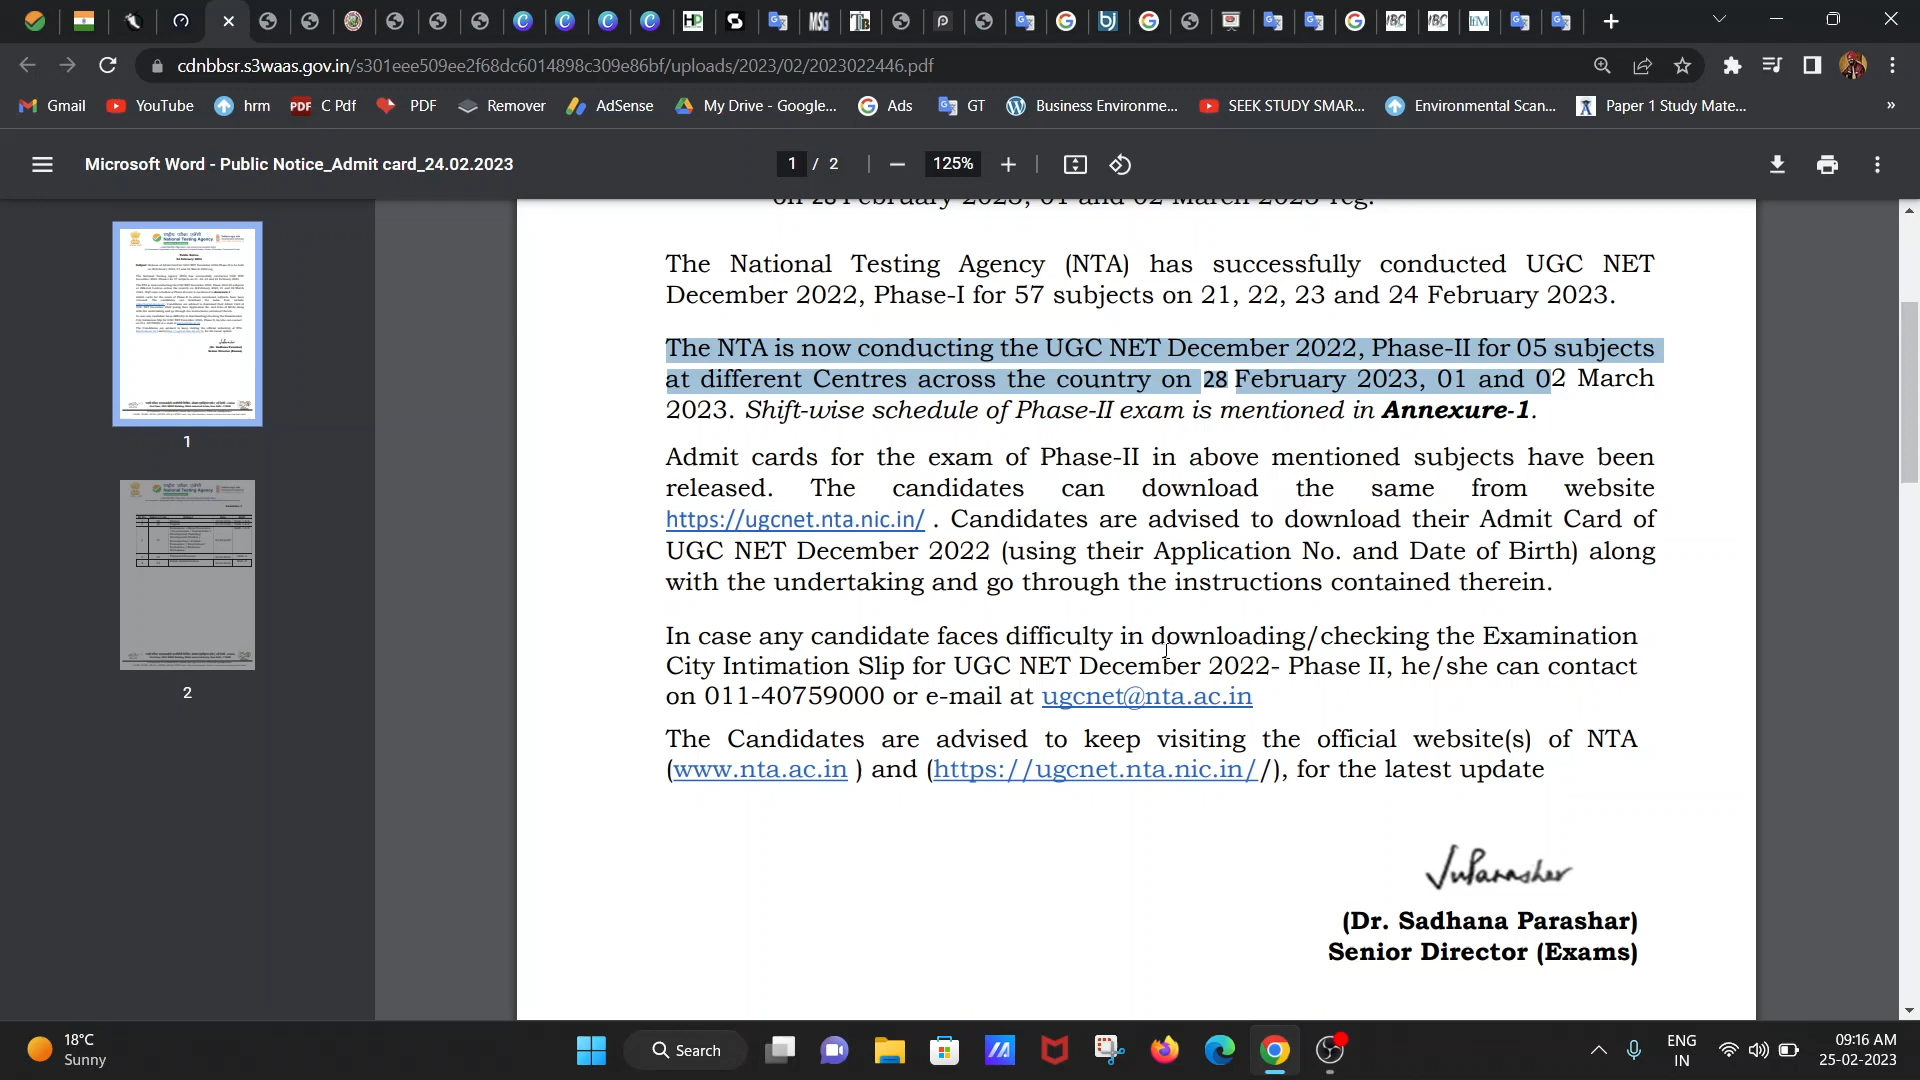 cdnbbsr.s3waas.gov.in/s301eee509ee2f68dc6014898c309e86bf/uploads/2023/02/2023022446.pdf
Gmail YouTube hrm C Pdf PDF Remover AdSense My Drive - Google... Ads GT Business Environme... SEEK STUDY SMAR... Environmental Scan... Paper 1 Study Mate... »
Microsoft Word - Public Notice_Admit card_24.02.2023 1 / 2 125%
on 28 February 2023, 01 and 02 March 2023-reg.
The National Testing Agency (NTA) has successfully conducted UGC NET
December 2022, Phase-I for 57 subjects on 21, 22, 23 and 24 February 2023.
The NTA is now conducting the UGC NET December 2022, Phase-II for 05 subjects
at different Centres across the country on 28 February 2023, 01 and 02 March
2023. Shift-wise schedule of Phase-II exam is mentioned in Annexure-1.
Admit cards for the exam of Phase-II in above mentioned subjects have been
released. The candidates can download the same from website
https://ugcnet.nta.nic.in/ . Candidates are advised to download their Admit Card of
UGC NET December 2022 (using their Application No. and Date of Birth) along
with the undertaking and go through the instructions contained therein.
In case any candidate faces difficulty in downloading/checking the Examination
City Intimation Slip for UGC NET December 2022- Phase II, he/she can contact
on 011-40759000 or e-mail at ugcnet@nta.ac.in
The Candidates are advised to keep visiting the official website(s) of NTA
(www.nta.ac.in ) and (https://ugcnet.nta.nic.in//), for the latest update
(Dr. Sadhana Parashar)
Senior Director (Exams)
1
2
18°C
Sunny
Search
ENG
IN
09:16 AM
25-02-2023